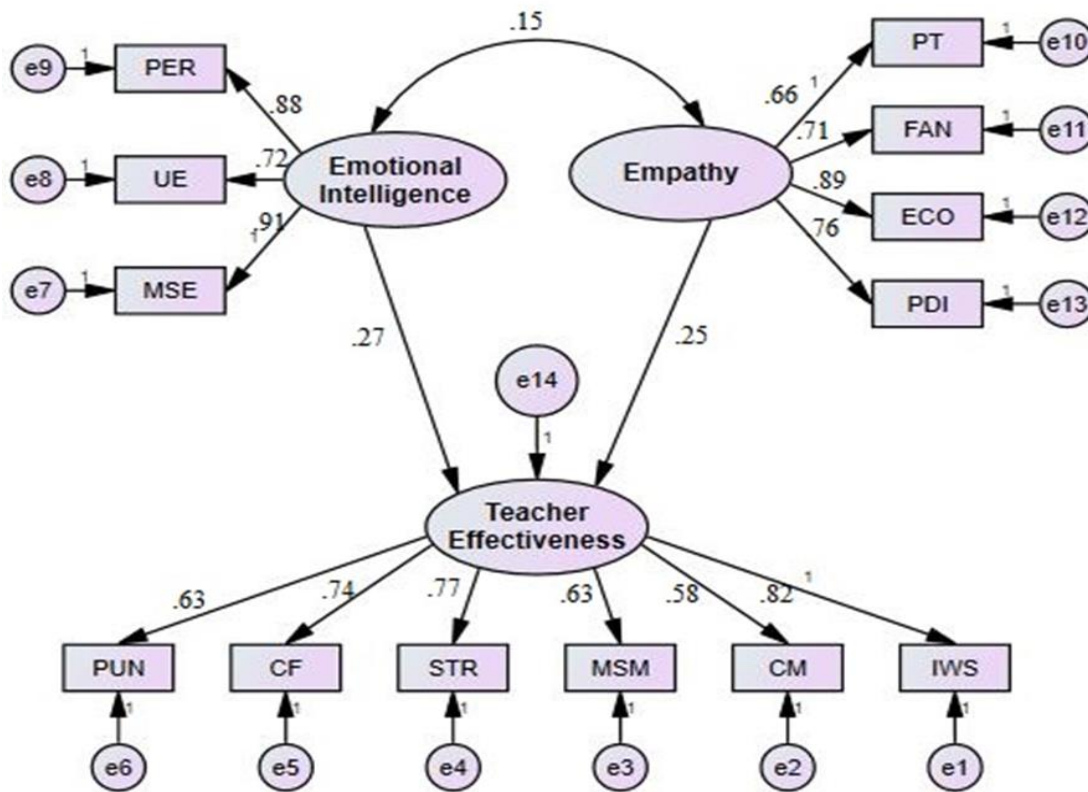 .15
e9
1
PER
.88
PT
1
e10
.66
1
.71
FAN
1
e11
e8
1
UE
.72
Emotional
Intelligence
Empathy
.89
ECO
1
e12
.91
1
76
e7
1
MSE
PDI
1
e13
.27
.25
e14
1
Teacher
Effectiveness
.63
.74
.77
.63
.58
.82
1
PUN
CF
STR
MSM
CM
IWS
1
1
1
1
1
1
e6
e5
e4
e3
e2
e1